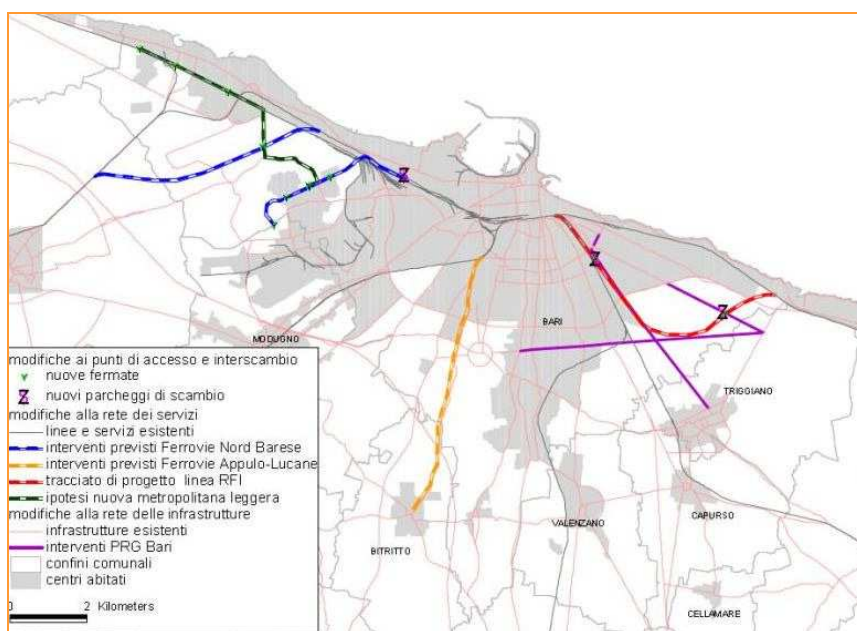 BARI
MODUGNO
TRIGGIANO
CAPURSO
VALENZANO
BITRITTO
CELLAMARE
modifiche ai punti di accesso e interscambio
nuove fermate
nuovi parcheggi di scambio
modifiche alla rete dei servizi
linee e servizi esistenti
interventi previsti Ferrovie Nord Barese
interventi previsti Ferrovie Appulo-Lucane
tracciato di progetto linea RFI
ipotesi nuova metropolitana leggera
modifiche alla rete delle infrastrutture
infrastrutture esistenti
interventi PRG Bari
confini comunali
centri abitati
0 2 Kilometers